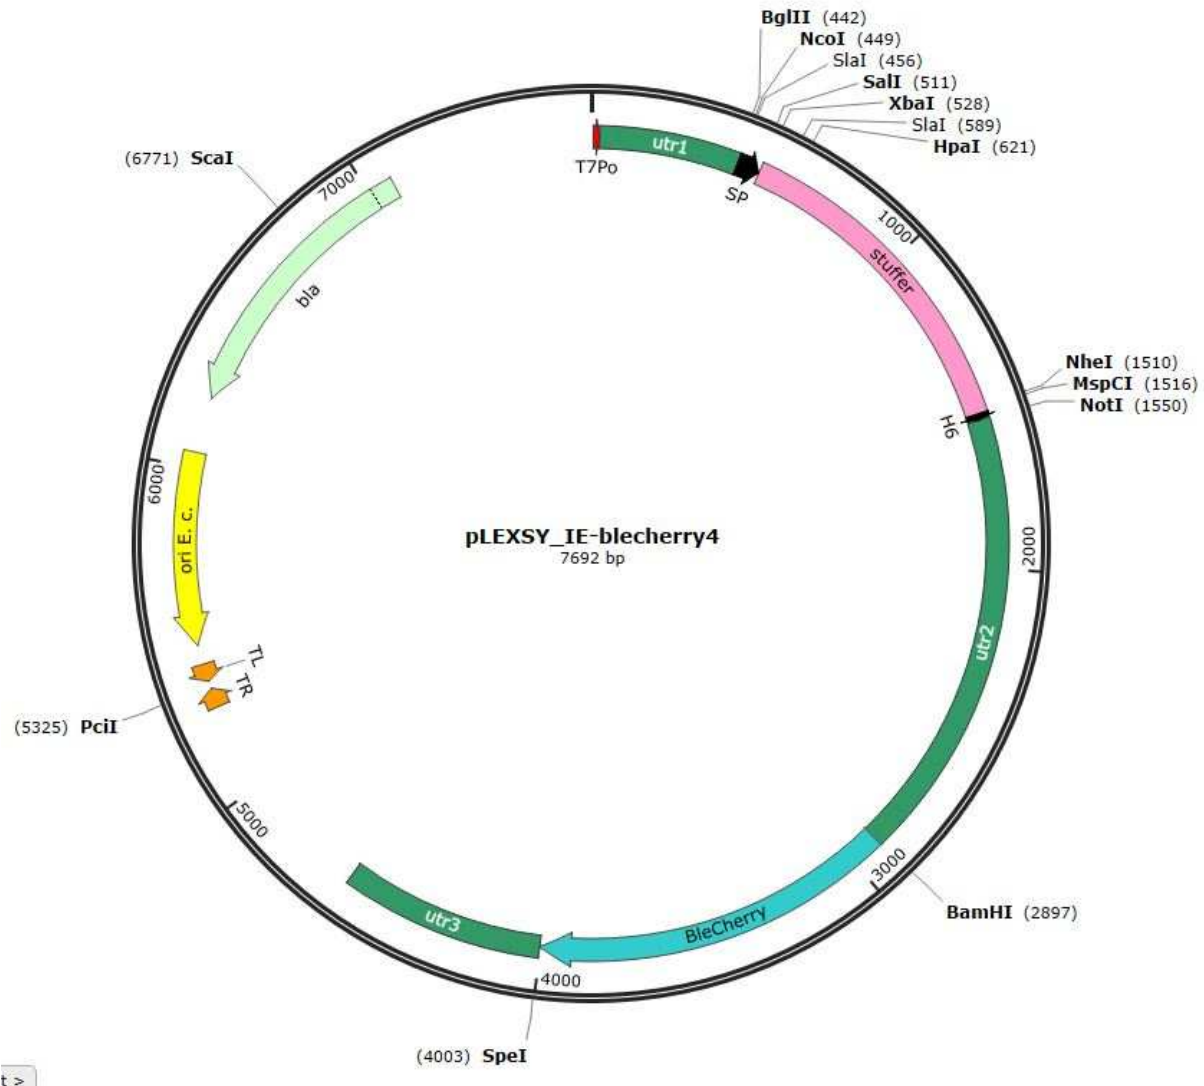 BglII (442)
NcoI (449)
SlaI (456)
SalI (511)
XbaI (528)
SlaI (589)
HpaI (621)
(6771) ScaI
7000
T7Po
utr1
SP
1000
stuffer
bla
NheI (1510)
MspCI (1516)
NotI (1550)
H6
6000
ori E. c.
pLEXSY_IE-blecherry4
7692 bp
2000
utr2
TL
TR
(5325) PciI
5000
3000
BamHI (2897)
BleCherry
utr3
4000
(4003) SpeI
t >